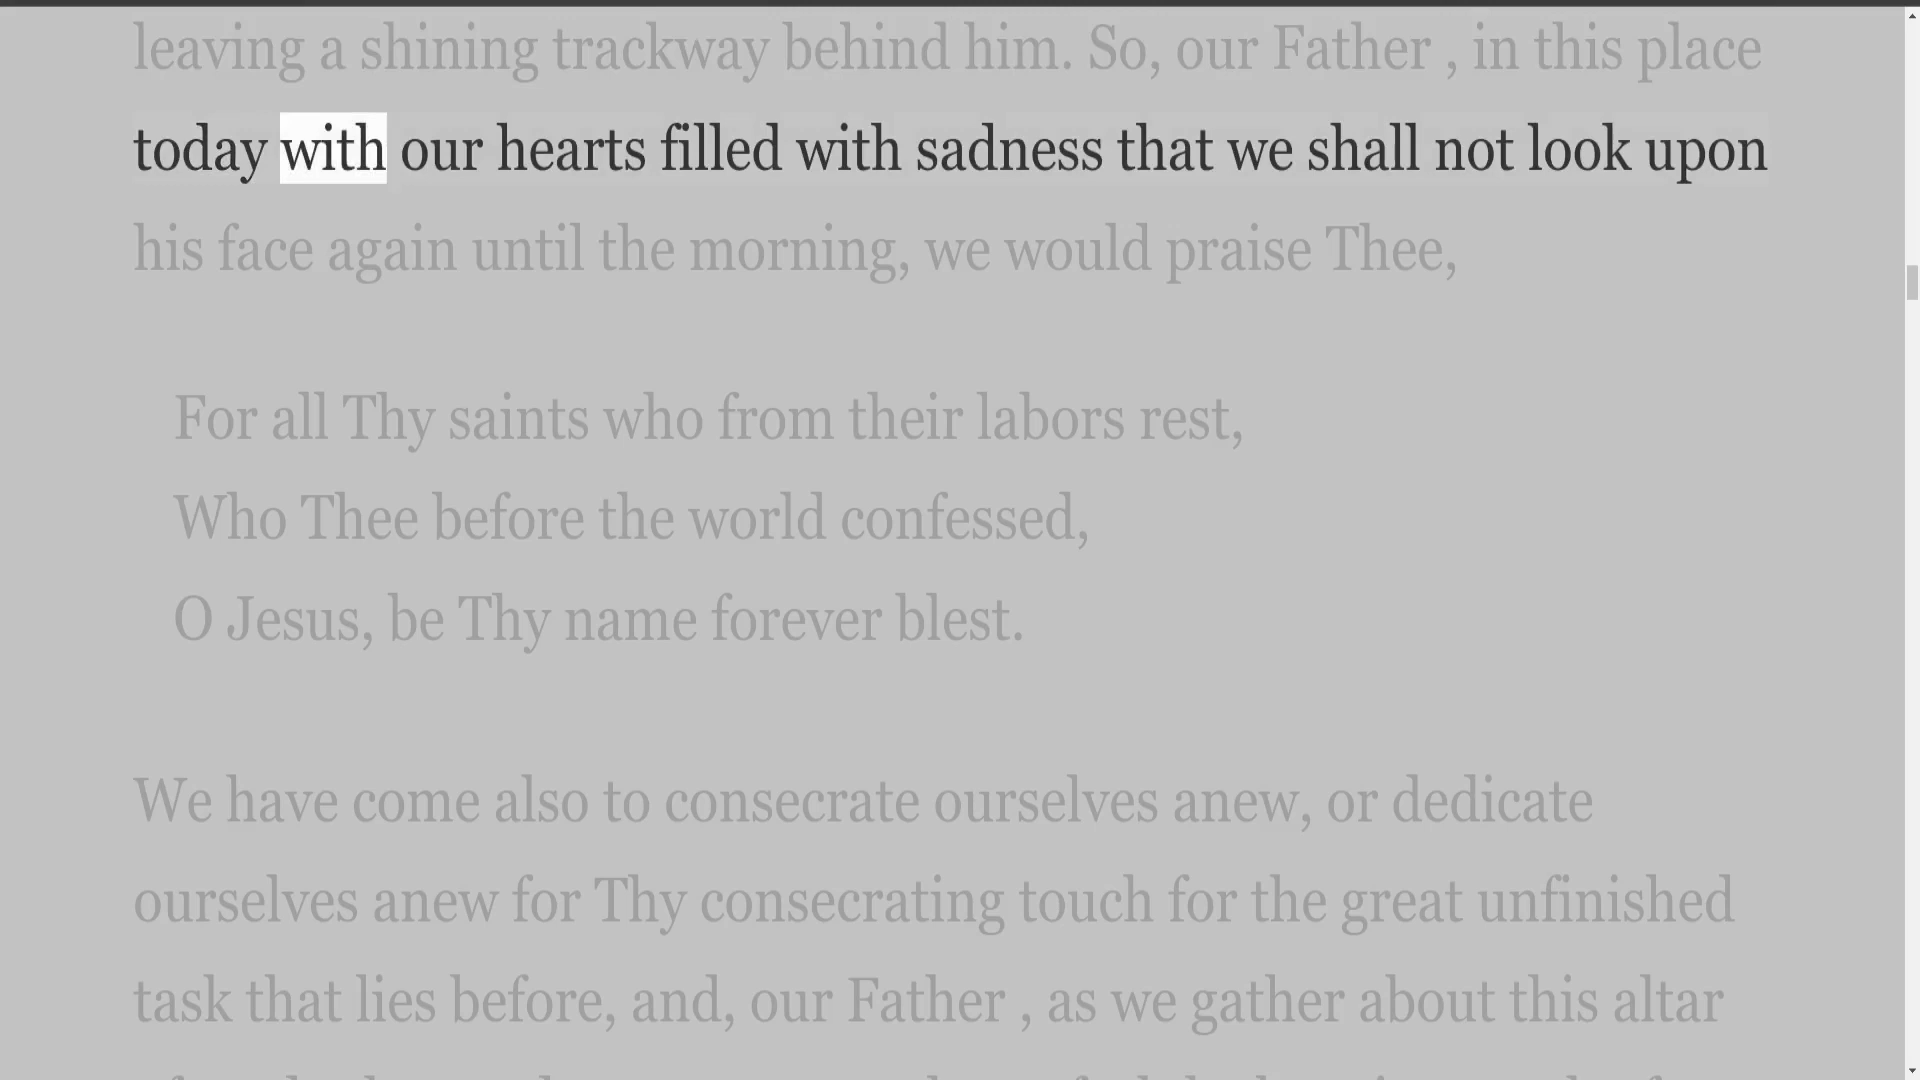 leaving a shining trackway behind him. So, our Father , in this place
today with our hearts filled with sadness that we shall not look upon
his face again until the morning, we would praise Thee,
For all Thy saints who from their labors rest,
Who Thee before the world confessed,
O Jesus, be Thy name forever blest.
We have come also to consecrate ourselves anew, or dedicate
ourselves anew for Thy consecrating touch for the great unfinished
task that lies before, and, our Father , as we gather about this altar